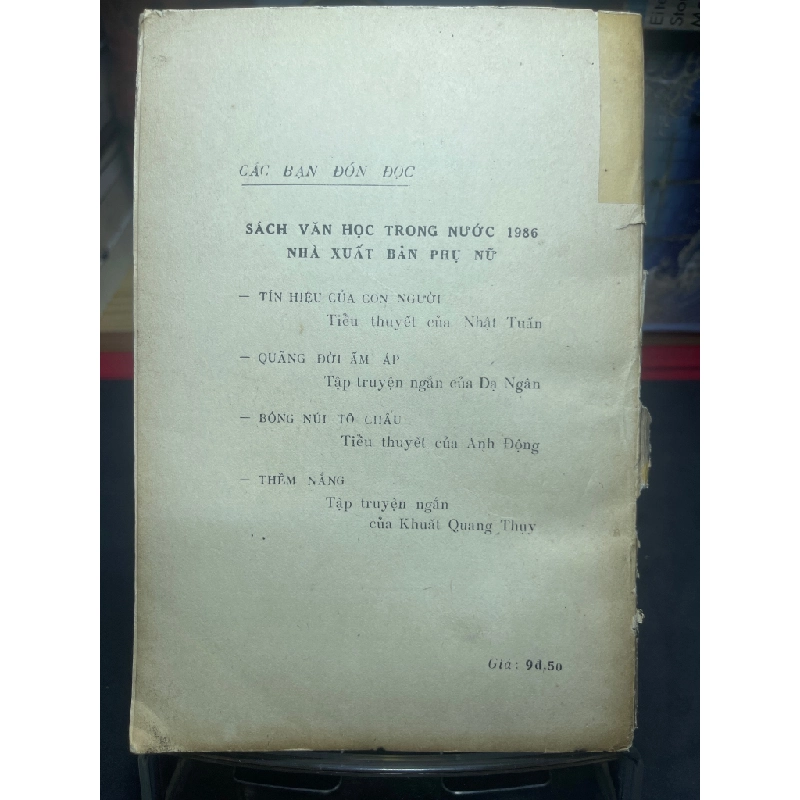 CÁC BẠN ĐÓN ĐỌC
SÁCH VĂN HỌC TRONG NƯỚC 1986
NHÀ XUẤT BẢN PHỤ NỮ
— TÍN HIỆU CỦA CON NGƯỜI
Tiểu thuyết của Nhật Tuấn
— QUÃNG ĐỜI ẤM ÁP
Tập truyện ngắn của Dạ Ngân
— BÓNG NÚI TÔ CHÂU
Tiểu thuyết của Anh Động
— THỀM NẮNG
Tập truyện ngắn
của Khuất Quang Thụy
Giá: 9đ,50